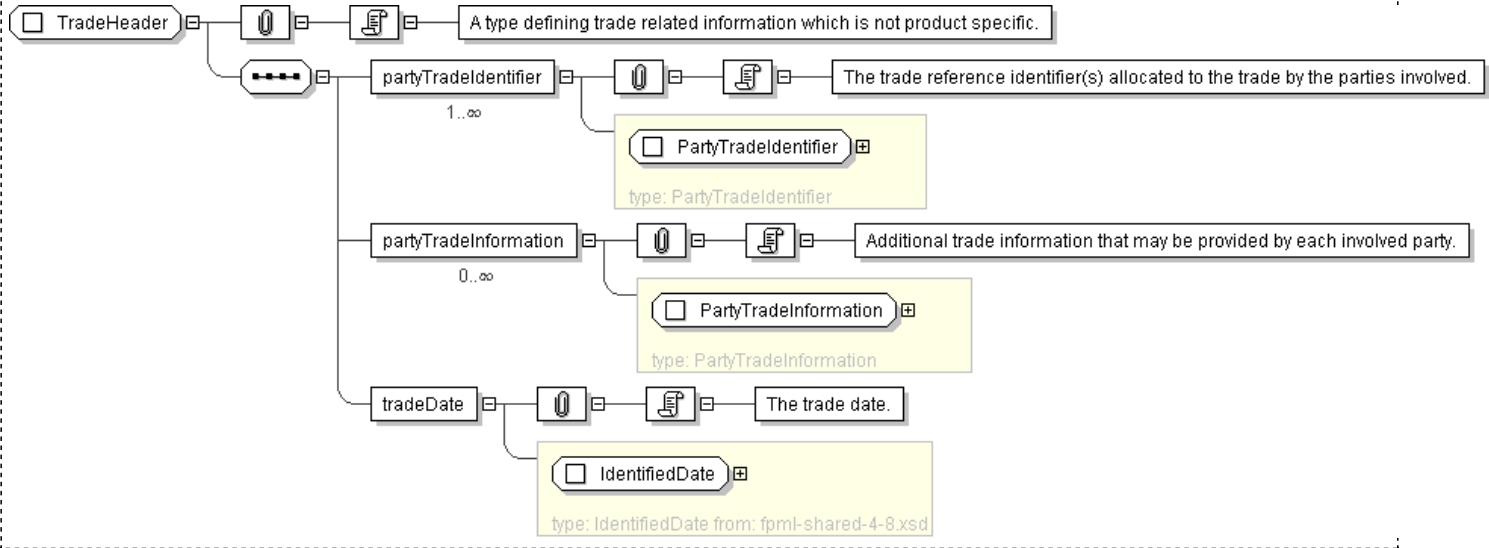 TradeHeader
A type defining trade related information which is not product specific.
partyTradeIdentifier
The trade reference identifier(s) allocated to the trade by the parties involved.
1..∞
PartyTradeIdentifier
type: PartyTradeIdentifier
partyTradeInformation
Additional trade information that may be provided by each involved party.
0..∞
PartyTradeInformation
type: PartyTradeInformation
tradeDate
The trade date.
IdentifiedDate
type: IdentifiedDate from: fpml-shared-4-8.xsd